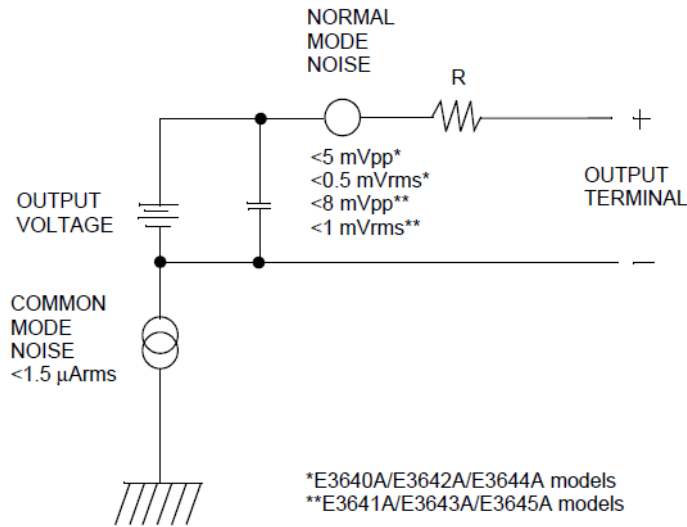 NORMAL
MODE
NOISE
R
+
<5 mVpp*
<0.5 mVrms*
<8 mVpp**
<1 mVrms**
OUTPUT
TERMINAL
OUTPUT
VOLTAGE
−
COMMON
MODE
NOISE
<1.5 μArms
*E3640A/E3642A/E3644A models
**E3641A/E3643A/E3645A models